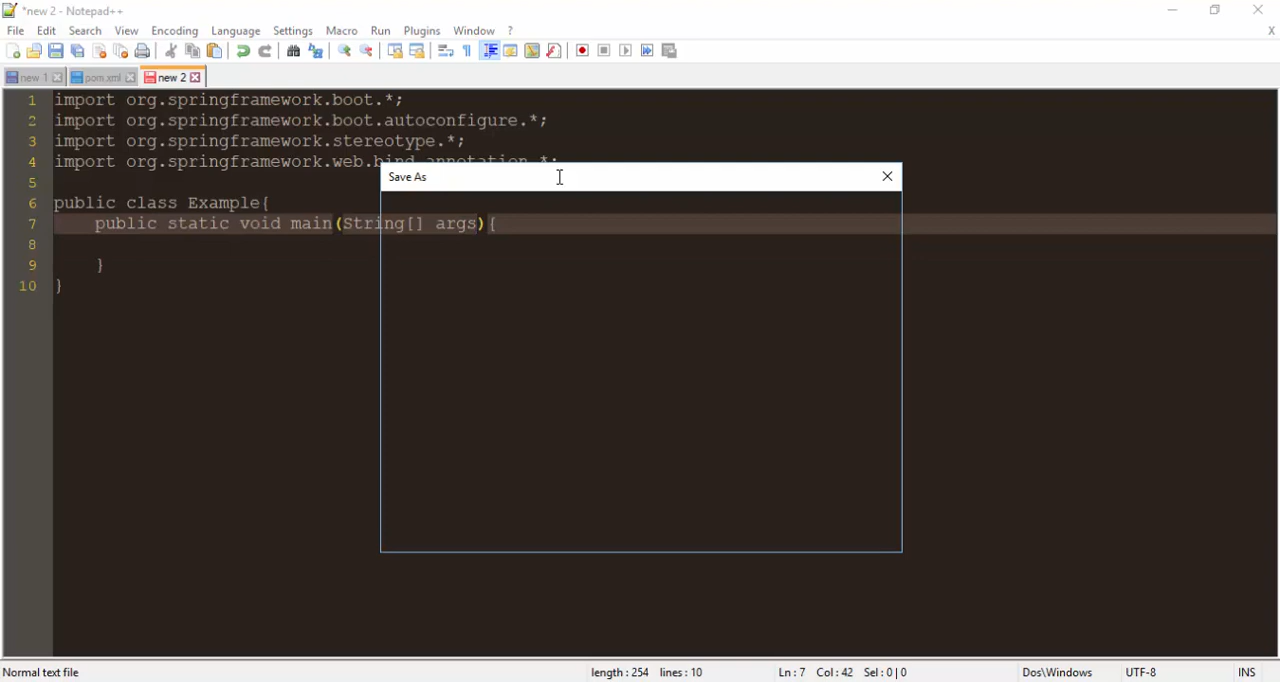 *new 2 - Notepad++
File Edit Search View Encoding Language Settings Macro Run Plugins Window ? X
new 1 pom.xml new 2
1 import org.springframework.boot.*;
2 import org.springframework.boot.autoconfigure.*;
3 import org.springframework.stereotype.*;
4 import org.springframework.web.bind.annotation.*;
Save As
5
6 public class Example{
7 public static void main(String[] args){
8
9 }
10 }
Normal text file length : 254 lines : 10 Ln : 7 Col : 42 Sel : 0 | 0 Dos\Windows UTF-8 INS